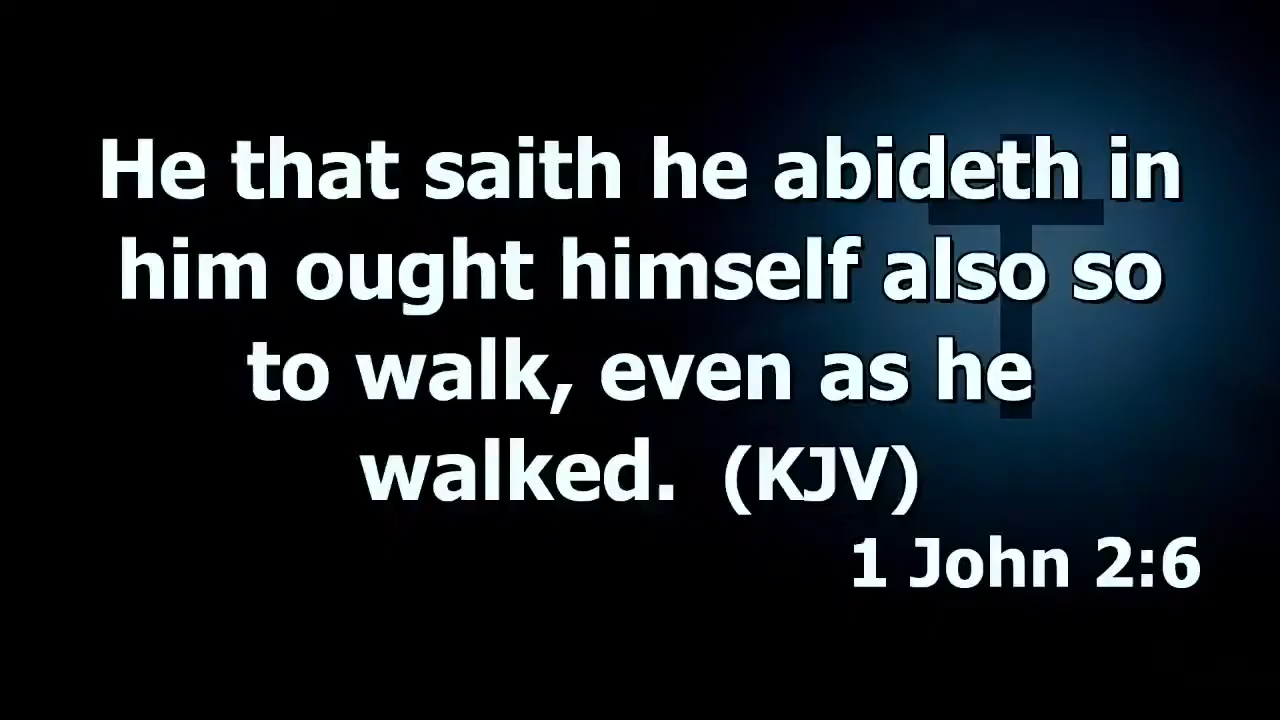 He that saith he abideth in
him ought himself also so
to walk, even as he
walked. (KJV)
1 John 2:6